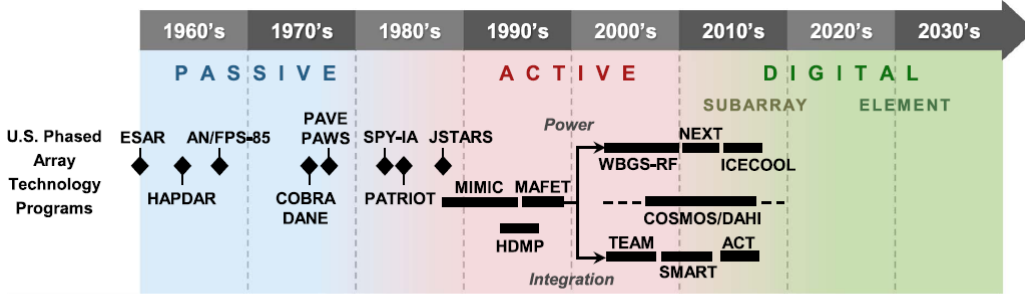 1960's 1970's 1980's 1990's 2000's 2010's 2020's 2030's
PASSIVE ACTIVE DIGITAL
SUBARRAY ELEMENT
U.S. Phased
Array
Technology
Programs
ESAR AN/FPS-85 PAVE
PAWS SPY-IA JSTARS
HAPDAR COBRA
DANE PATRIOT
MIMIC MAFET
HDMP
Power
WBGS-RF NEXT ICECOOL
COSMOS/DAHI
TEAM SMART ACT
Integration